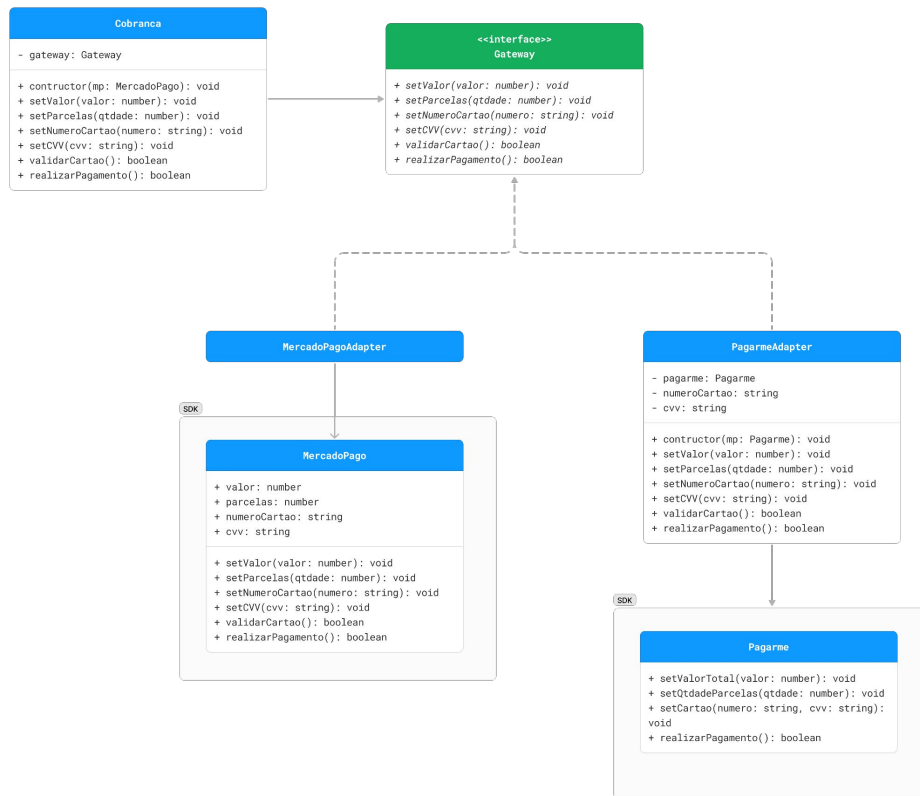 Cobranca
- gateway: Gateway
+ contructor(mp: MercadoPago): void
+ setValor(valor: number): void
+ setParcelas(qtdade: number): void
+ setNumeroCartao(numero: string): void
+ setCVV(cvv: string): void
+ validarCartao(): boolean
+ realizarPagamento(): boolean
<<interface>>
Gateway
+ setValor(valor: number): void
+ setParcelas(qtdade: number): void
+ setNumeroCartao(numero: string): void
+ setCVV(cvv: string): void
+ validarCartao(): boolean
+ realizarPagamento(): boolean
MercadoPagoAdapter
SDK
MercadoPago
+ valor: number
+ parcelas: number
+ numeroCartao: string
+ cvv: string
+ setValor(valor: number): void
+ setParcelas(qtdade: number): void
+ setNumeroCartao(numero: string): void
+ setCVV(cvv: string): void
+ validarCartao(): boolean
+ realizarPagamento(): boolean
PagarmeAdapter
- pagarme: Pagarme
- numeroCartao: string
- cvv: string
+ contructor(mp: Pagarme): void
+ setValor(valor: number): void
+ setParcelas(qtdade: number): void
+ setNumeroCartao(numero: string): void
+ setCVV(cvv: string): void
+ validarCartao(): boolean
+ realizarPagamento(): boolean
SDK
Pagarme
+ setValorTotal(valor: number): void
+ setQtdadeParcelas(qtdade: number): void
+ setCartao(numero: string, cvv: string):
void
+ realizarPagamento(): boolean